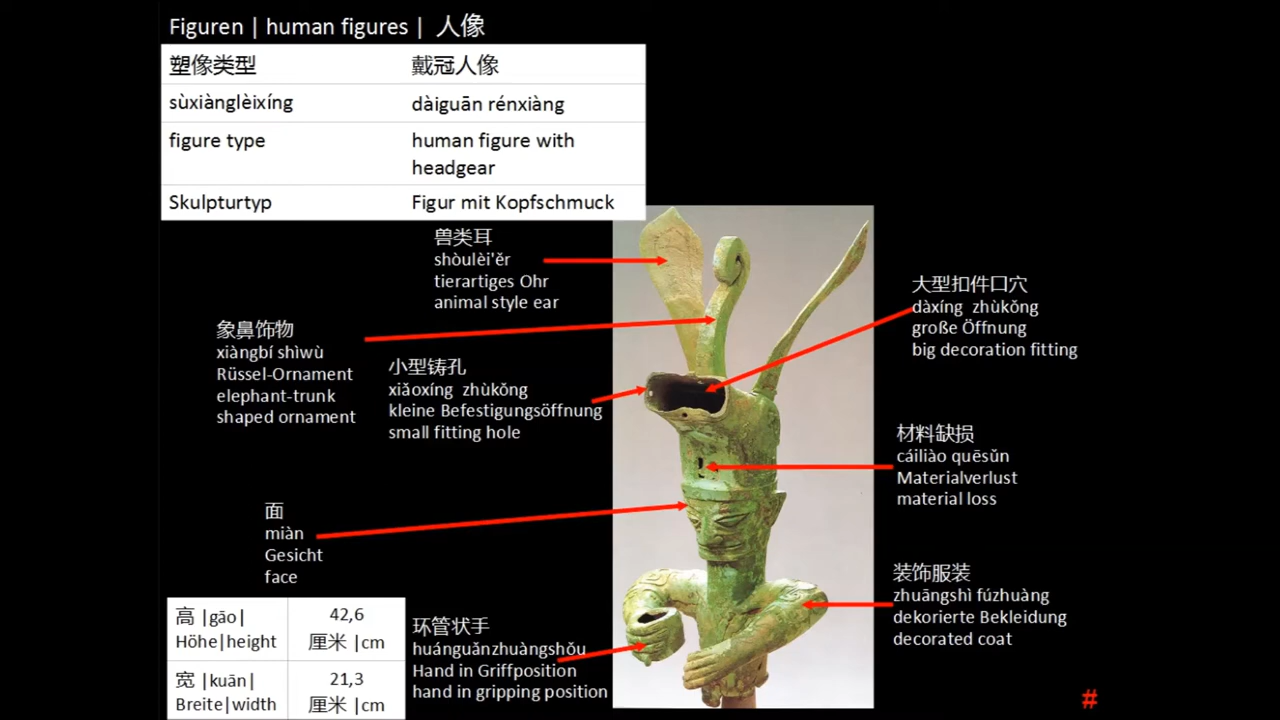 Figuren | human figures | 人像
塑像类型 戴冠人像
sùxiànglèixíng dàiguān rénxiàng
figure type human figure with
headgear
Skulpturtyp Figur mit Kopfschmuck
兽类耳
shòulèi'ěr
tierartiges Ohr
animal style ear
象鼻饰物
xiàngbí shìwù
Rüssel-Ornament
elephant-trunk
shaped ornament
小型铸孔
xiǎoxíng zhùkǒng
kleine Befestigungsöffnung
small fitting hole
大型扣件口穴
dàxíng zhùkǒng
große Öffnung
big decoration fitting
材料缺损
cáiliào quēsǔn
Materialverlust
material loss
面
miàn
Gesicht
face
装饰服装
zhuāngshì fúzhuàng
dekorierte Bekleidung
decorated coat
环管状手
huánguǎnzhuàngshǒu
Hand in Griffposition
hand in gripping position
高 |gāo| 42,6
Höhe|height 厘米 |cm
宽 |kuān| 21,3
Breite|width 厘米 |cm
#